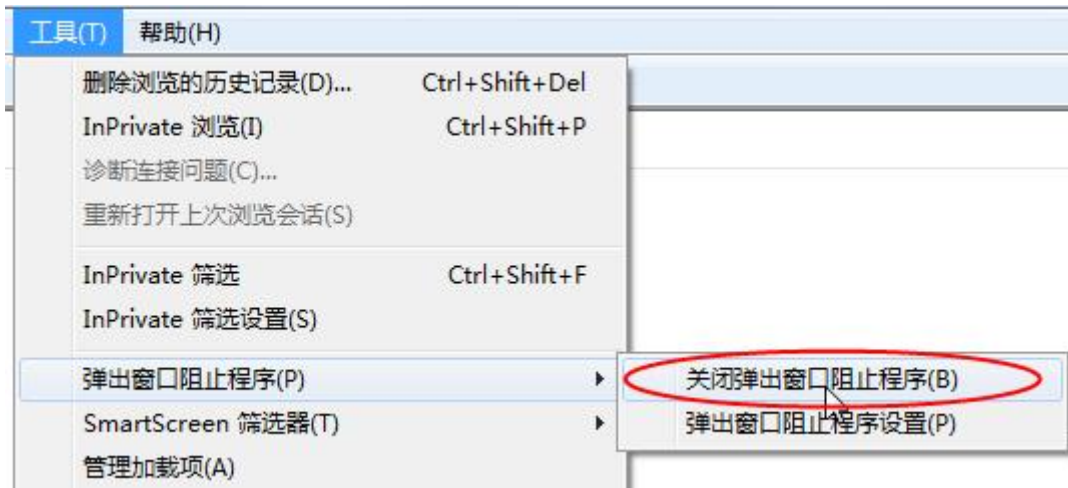 工具(T) 帮助(H)
删除浏览的历史记录(D)... Ctrl+Shift+Del
InPrivate 浏览(I) Ctrl+Shift+P
诊断连接问题(C)...
重新打开上次浏览会话(S)
InPrivate 筛选 Ctrl+Shift+F
InPrivate 筛选设置(S)
弹出窗口阻止程序(P)
关闭弹出窗口阻止程序(B)
SmartScreen 筛选器(T)
弹出窗口阻止程序设置(P)
管理加载项(A)